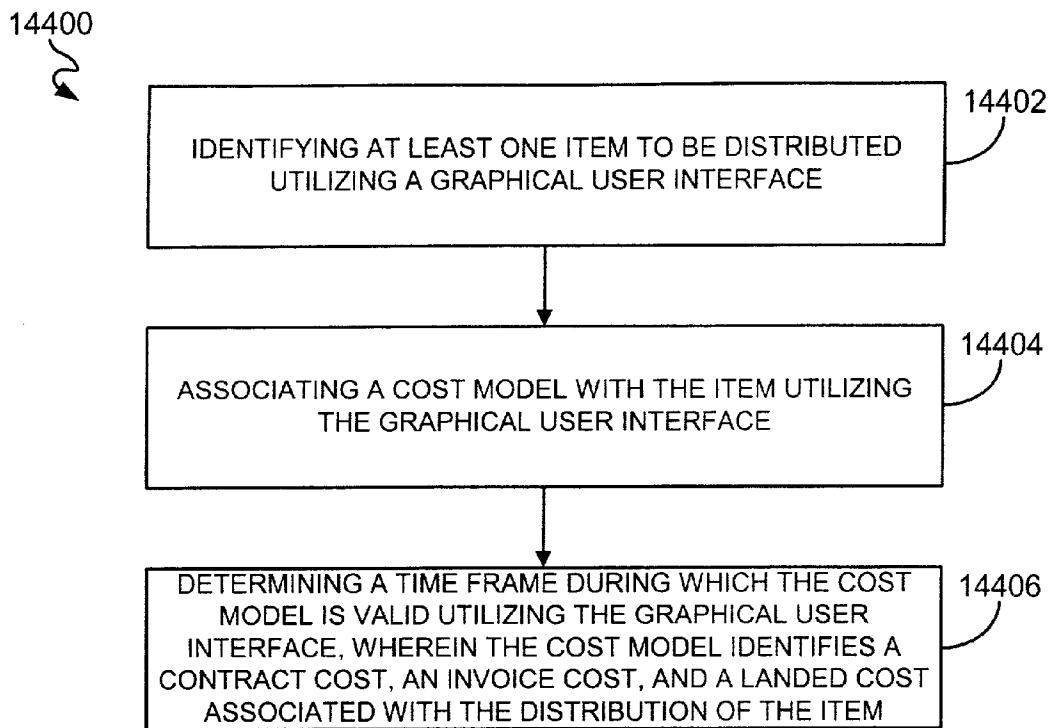 14400
14402
IDENTIFYING AT LEAST ONE ITEM TO BE DISTRIBUTED
UTILIZING A GRAPHICAL USER INTERFACE
14404
ASSOCIATING A COST MODEL WITH THE ITEM UTILIZING
THE GRAPHICAL USER INTERFACE
14406
DETERMINING A TIME FRAME DURING WHICH THE COST
MODEL IS VALID UTILIZING THE GRAPHICAL USER
INTERFACE, WHEREIN THE COST MODEL IDENTIFIES A
CONTRACT COST, AN INVOICE COST, AND A LANDED COST
ASSOCIATED WITH THE DISTRIBUTION OF THE ITEM